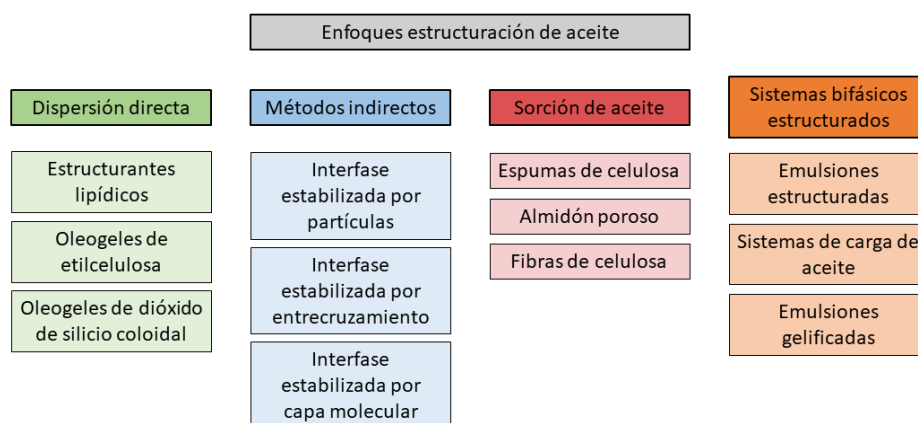 Enfoques estructuración de aceite
Dispersión directa
Estructurantes
lipídicos
Oleogeles de
etilcelulosa
Oleogeles de dióxido
de silicio coloidal
Métodos indirectos
Interfase
estabilizada por
partículas
Interfase
estabilizada por
entrecruzamiento
Interfase
estabilizada por
capa molecular
Sorción de aceite
Espumas de celulosa
Almidón poroso
Fibras de celulosa
Sistemas bifásicos
estructurados
Emulsiones
estructuradas
Sistemas de carga de
aceite
Emulsiones
gelificadas